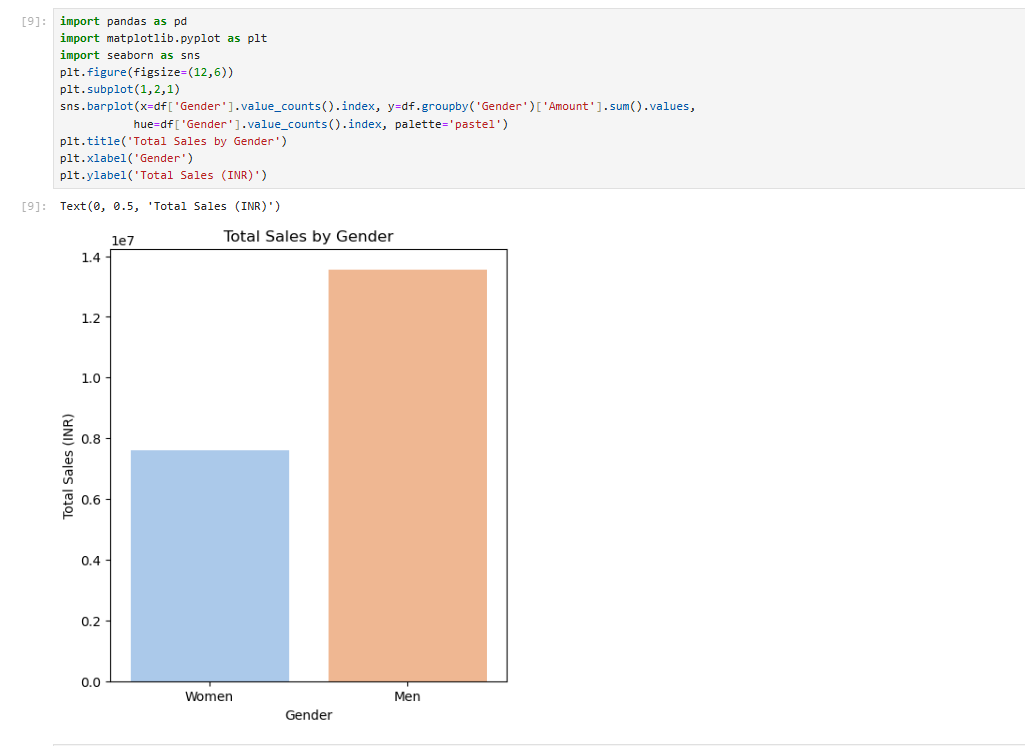 [9]: import pandas as pd
import matplotlib.pyplot as plt
import seaborn as sns
plt.figure(figsize=(12,6))
plt.subplot(1,2,1)
sns.barplot(x=df['Gender'].value_counts().index, y=df.groupby('Gender')['Amount'].sum().values,
hue=df['Gender'].value_counts().index, palette='pastel')
plt.title('Total Sales by Gender')
plt.xlabel('Gender')
plt.ylabel('Total Sales (INR)')
[9]: Text(0, 0.5, 'Total Sales (INR)')
Total Sales by Gender
1e7
1.4
1.2
1.0
0.8
0.6
0.4
0.2
0.0
Total Sales (INR)
Women Men
Gender